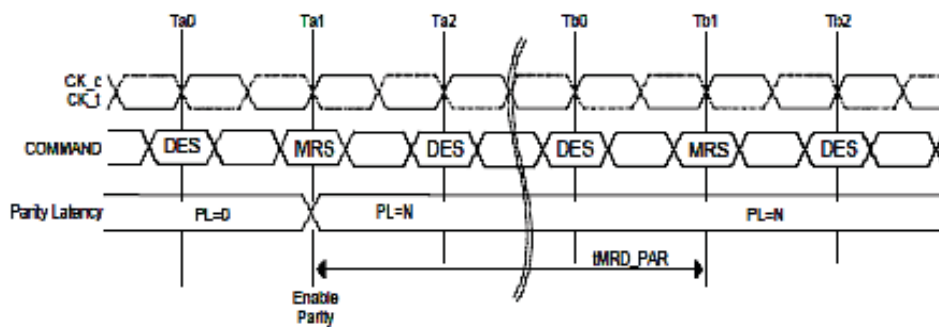 Ta0 Ta1 Ta2 Tb0 Tb1 Tb2
CK_c
CK_t
COMMAND DES MRS DES DES MRS DES
Parity Latency PL=0 PL=N PL=N
tMRD_PAR
Enable
Parity